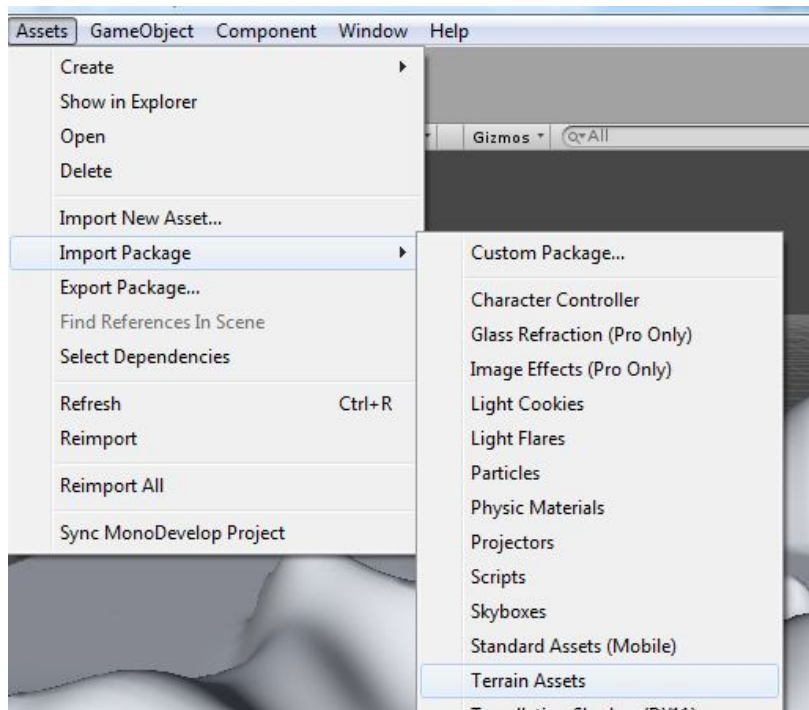 Assets GameObject Component Window Help
Create
Show in Explorer
Open
Delete
Gizmos All
Import New Asset...
Import Package
Export Package...
Find References In Scene
Select Dependencies
Refresh Ctrl+R
Reimport
Reimport All
Sync MonoDevelop Project
Custom Package...
Character Controller
Glass Refraction (Pro Only)
Image Effects (Pro Only)
Light Cookies
Light Flares
Particles
Physic Materials
Projectors
Scripts
Skyboxes
Standard Assets (Mobile)
Terrain Assets